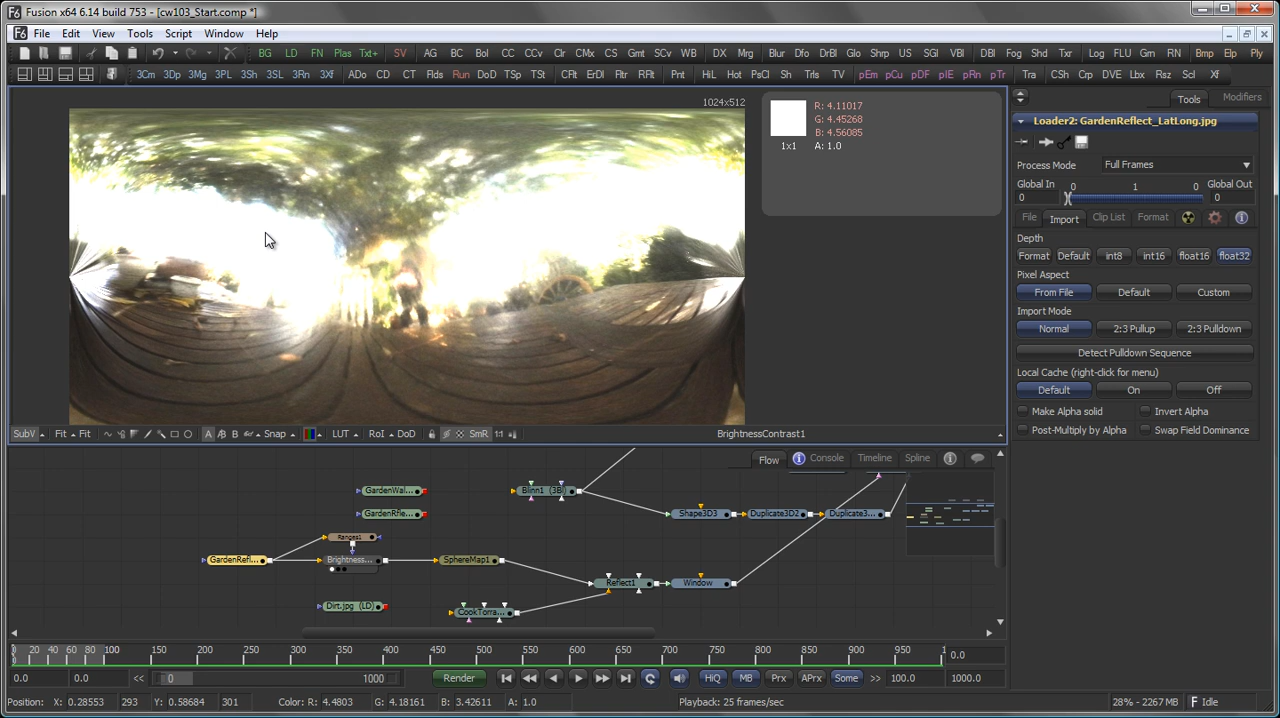 Fusion x64 6.14 build 753 - [cw103_Start.comp *]
File Edit View Tools Script Window Help
BG LD FN Plas Txt+ SV AG BC Bol CC CCv Clr CMx CS Gmt SCv WB DX Mrg Blur Dfo DrBl Glo Shrp US SGl VBl DBl Fog Shd Txr Log FLU Gm RN Bmp Elp Ply
3Cm 3Dp 3Mg 3PL 3Sh 3SL 3Rn 3Xf ADo CD CT Flds Run DoD TSp TSt CFlt ErDl Fltr RFlt Pnt HiL Hot PsCl Sh Trls TV pEm pCu pDF pIE pRn pTr Tra CSh Crp DVE Lbx Rsz Scl Xf
1024x512
R: 4.11017
G: 4.45268
B: 4.56085
1x1 A: 1.0
Tools Modifiers
Loader2: GardenReflect_LatLong.jpg
Process Mode Full Frames
Global In 0 1 0 Global Out
0 0
File Import Clip List Format
Depth
Format Default int8 int16 float16 float32
Pixel Aspect
From File Default Custom
Import Mode
Normal 2:3 Pullup 2:3 Pulldown
Detect Pulldown Sequence
Local Cache (right-click for menu)
Default On Off
Make Alpha solid Invert Alpha
Post-Multiply by Alpha Swap Field Dominance
SubV Fit Fit A B Snap LUT RoI DoD SmR 1:1 BrightnessContrast1
Flow Console Timeline Spline
GardenWal... Blinn1 (3B)
GardenRfle... Shape3D3 Duplicate3D2 Duplicate3...
Ranges1
GardenRefl... Brightness... SphereMap1
Reflect1 Window
Dirt.jpg (LD) CookTorra...
0 20 40 60 80 100 150 200 250 300 350 400 450 500 550 600 650 700 750 800 850 900 950 1 0.0
0.0 0.0 << 0 1000 Render HiQ MB Prx APrx Some >> 100.0 1000.0
Position: X: 0.28553 293 Y: 0.58684 301 Color: R: 4.4803 G: 4.18161 B: 3.42611 A: 1.0 Playback: 25 frames/sec 28% - 2267 MB Idle